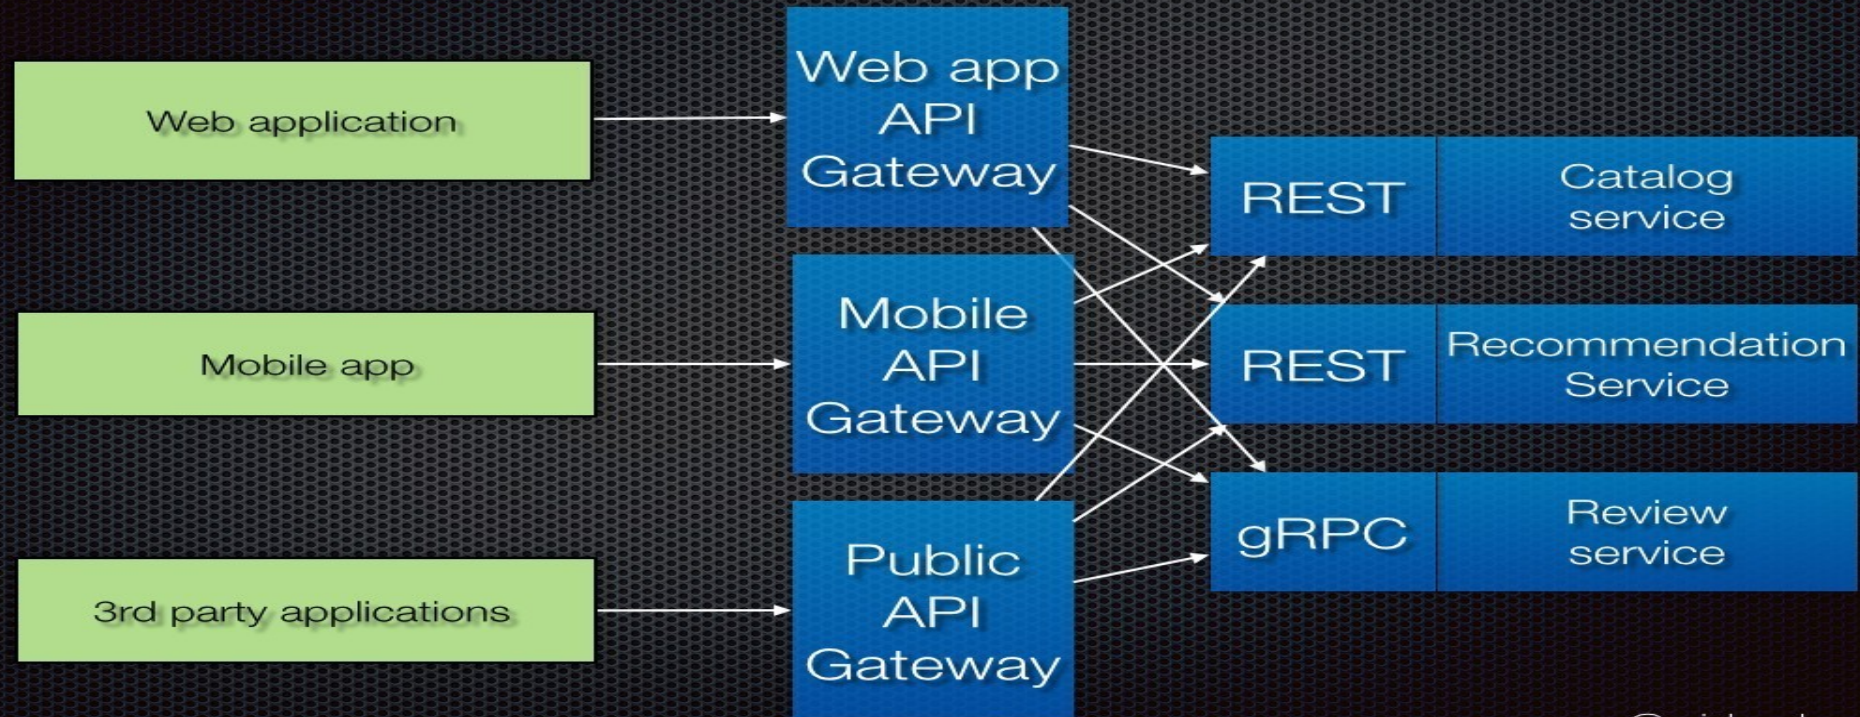 Web application
Web app
API
Gateway
REST
Catalog
service
Mobile app
Mobile
API
Gateway
REST
Recommendation
Service
3rd party applications
Public
API
Gateway
gRPC
Review
service